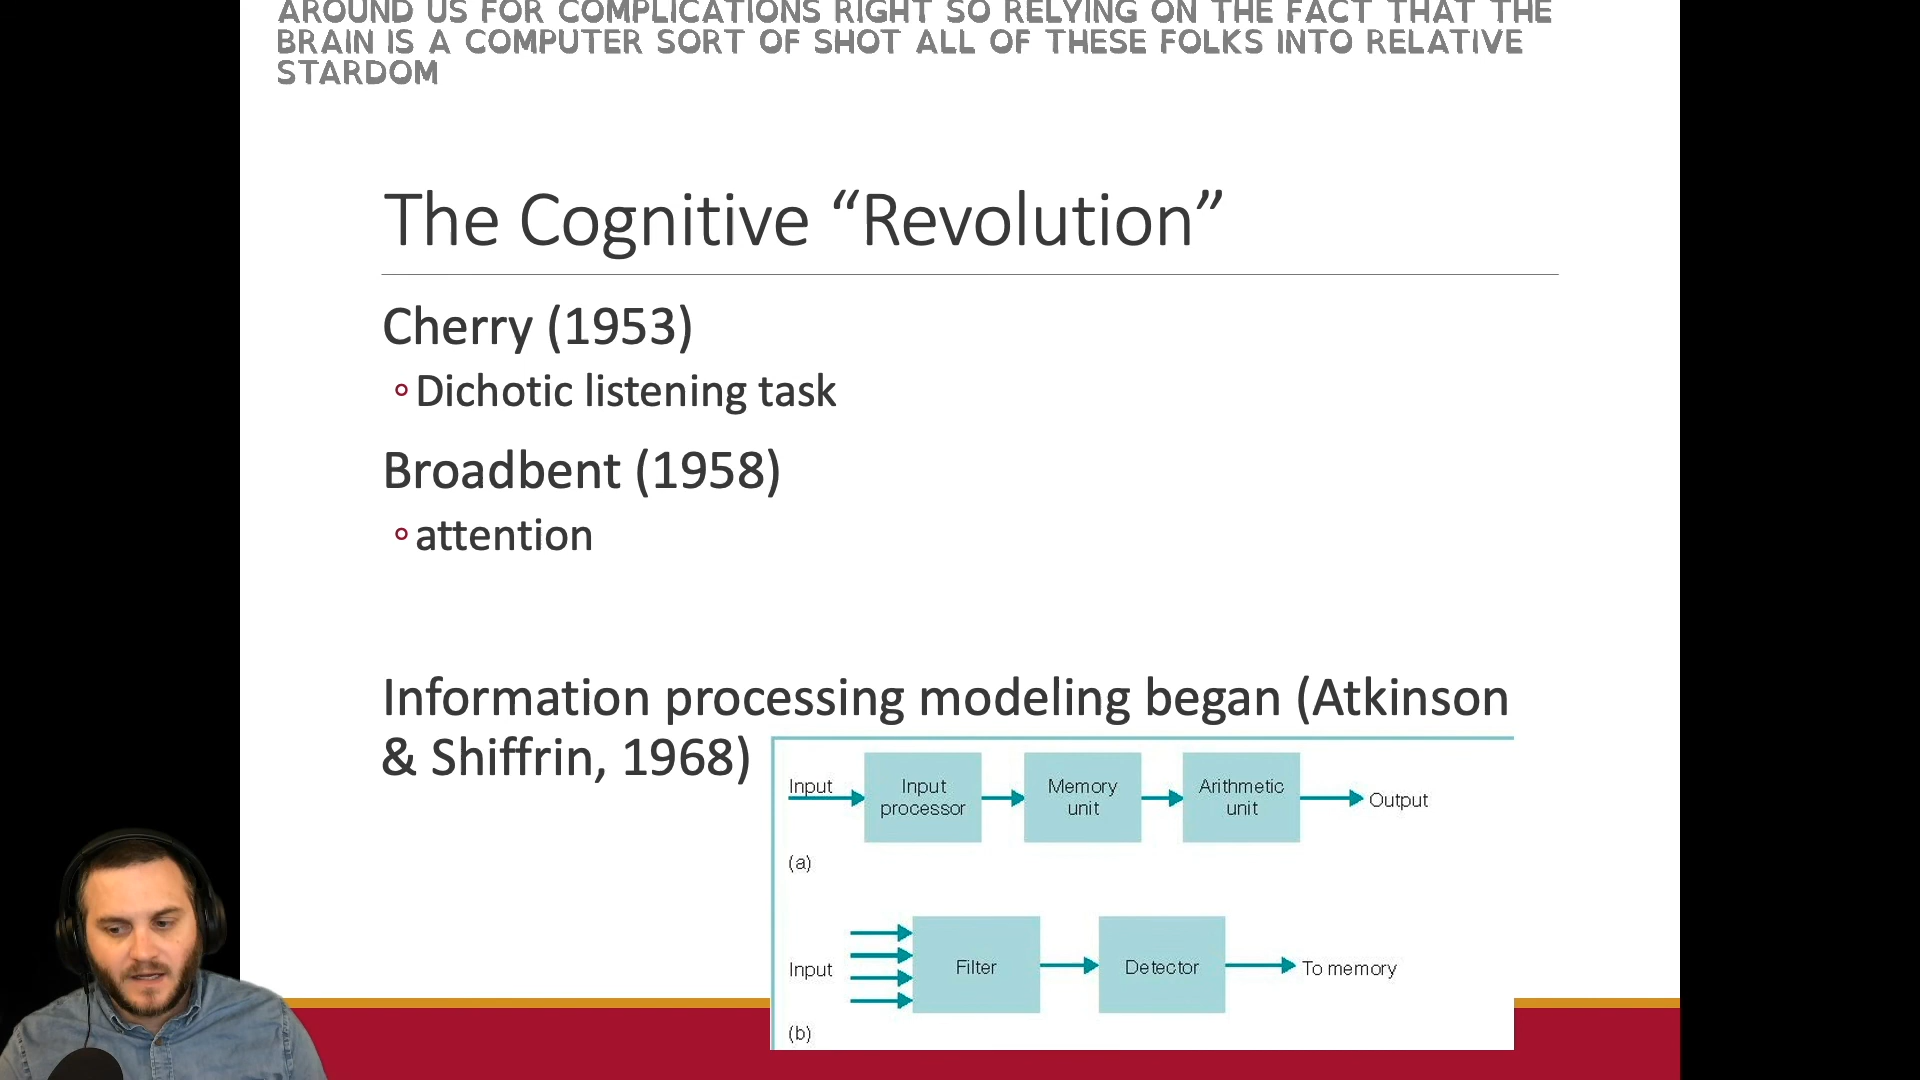 AROUND US FOR COMPLICATIONS RIGHT SO RELYING ON THE FACT THAT THE
BRAIN IS A COMPUTER SORT OF SHOT ALL OF THESE FOLKS INTO RELATIVE
STARDOM
The Cognitive “Revolution”
Cherry (1953)
◦Dichotic listening task
Broadbent (1958)
◦attention
Information processing modeling began (Atkinson
& Shiffrin, 1968)
Input
Input
processor
Memory
unit
Arithmetic
unit
Output
(a)
Input
Filter
Detector
To memory
(b)